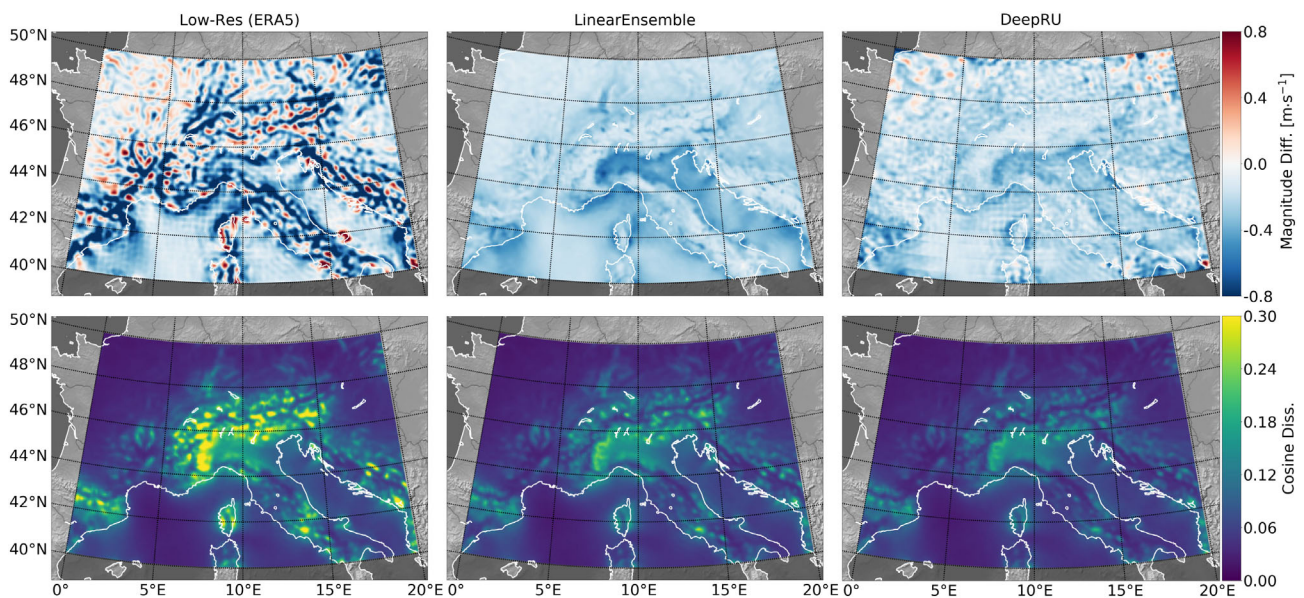 Low-Res (ERA5)
LinearEnsemble
DeepRU
50°N
48°N
46°N
44°N
42°N
40°N
0.8
0.4
0.0
-0.4
-0.8
Magnitude Diff. [m·s⁻¹]
50°N
48°N
46°N
44°N
42°N
40°N
0.30
0.24
0.18
0.12
0.06
0.00
Cosine Diss.
0° 5°E 10°E 15°E 20°E
0° 5°E 10°E 15°E 20°E
0° 5°E 10°E 15°E 20°E